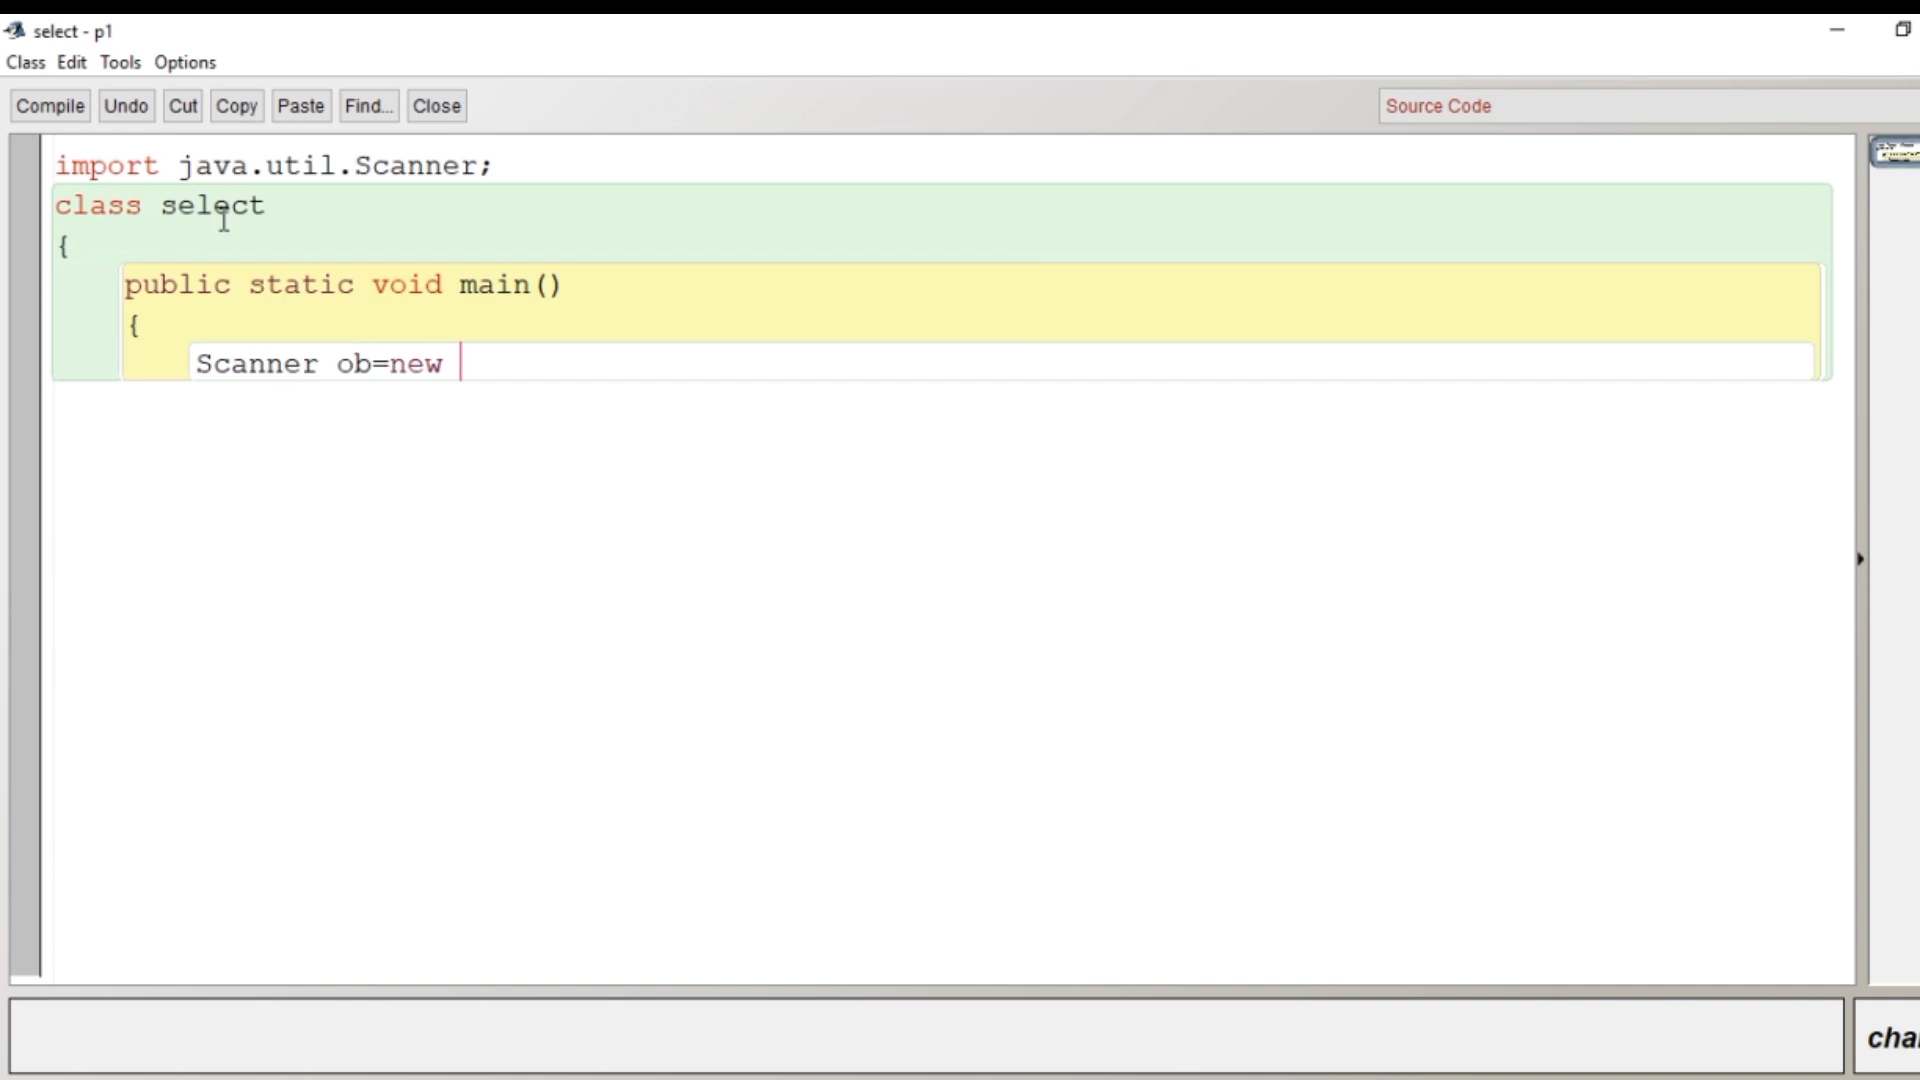 select - p1
Class Edit Tools Options
Compile Undo Cut Copy Paste Find... Close Source Code
import java.util.Scanner;
class select
{
public static void main()
{
Scanner ob=new